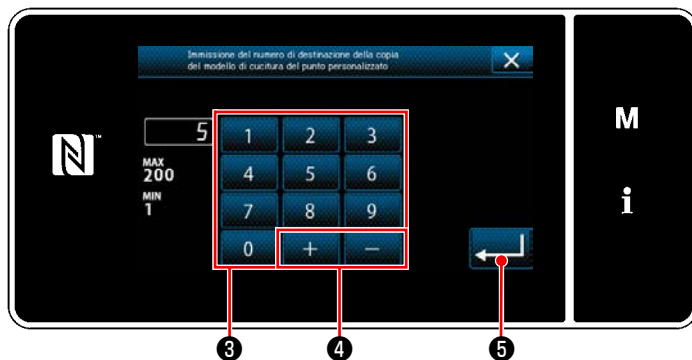 Immissione del numero di destinazione della copia
del modello di cucitura del punto personalizzato
5
1 2 3
MAX
200
4 5 6
MIN
1
7 8 9
0 + −
M
i
❸ ❹ ❺